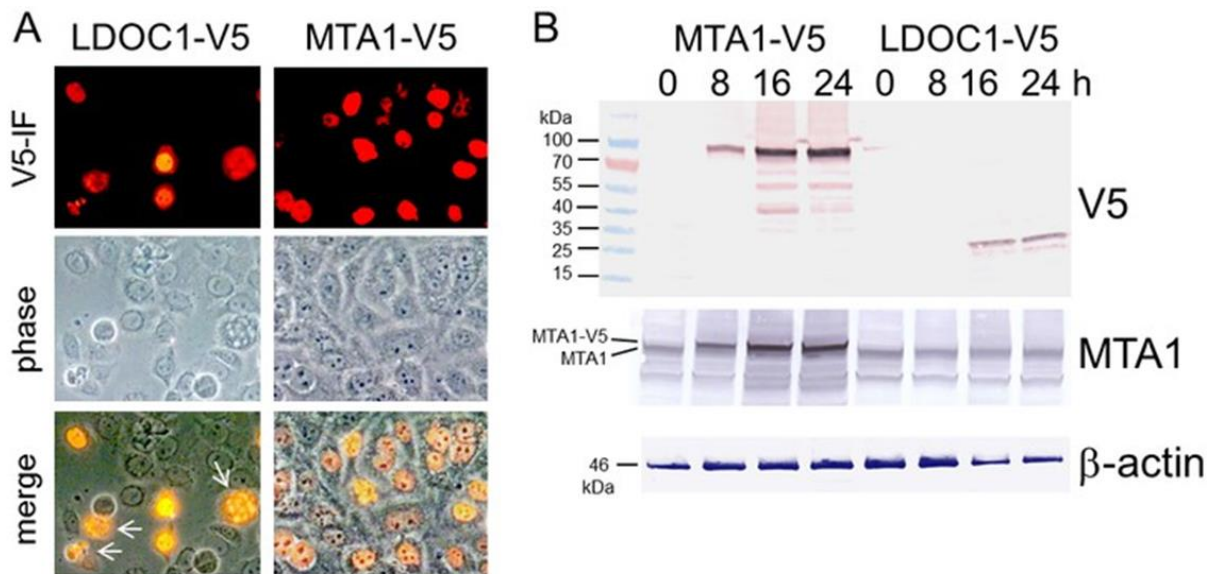 A
LDOC1-V5 MTA1-V5
V5-IF
phase
merge
B
MTA1-V5 LDOC1-V5
0 8 16 24 0 8 16 24 h
kDa
100
70
55
40
35
25
15
V5
MTA1-V5
MTA1
MTA1
46
kDa
β-actin